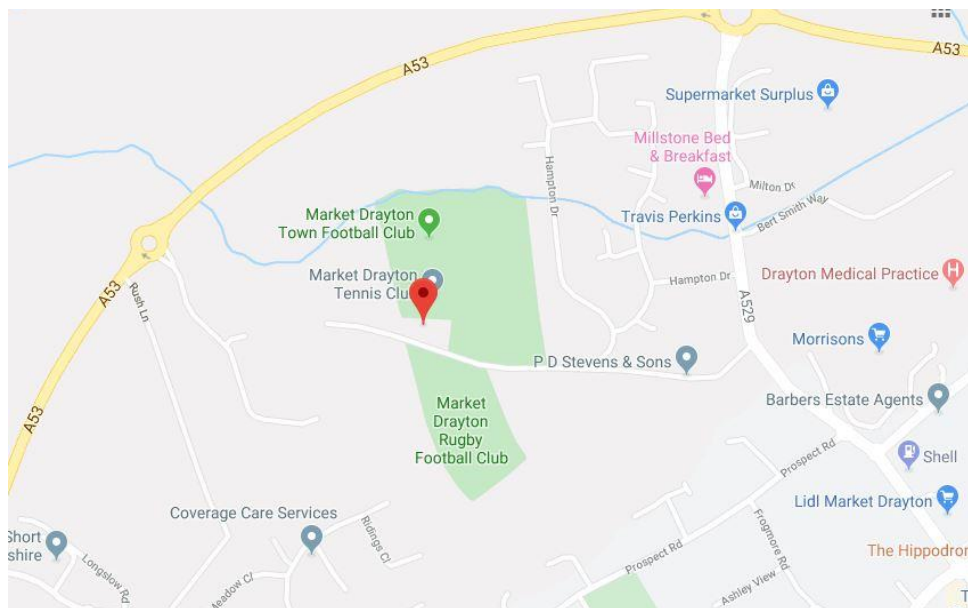 A53
A53
Supermarket Surplus
Millstone Bed
& Breakfast
Hampton Dr
Milton Dr
Market Drayton
Town Football Club
Travis Perkins
Bert Smith Way
Market Drayton
Tennis Clu
Hampton Dr
Drayton Medical Practice
A53
Rush Ln
A529
Morrisons
P D Stevens & Sons
Barbers Estate Agents
A53
Market
Drayton
Rugby
Football Club
Prospect Rd
Shell
Lidl Market Drayton
Coverage Care Services
Ridings Cl
Frogmore Rd
Short
shire
Longslow Rd
Meadow Cl
Prospect Rd
The Hippodrom
Ashley View
T